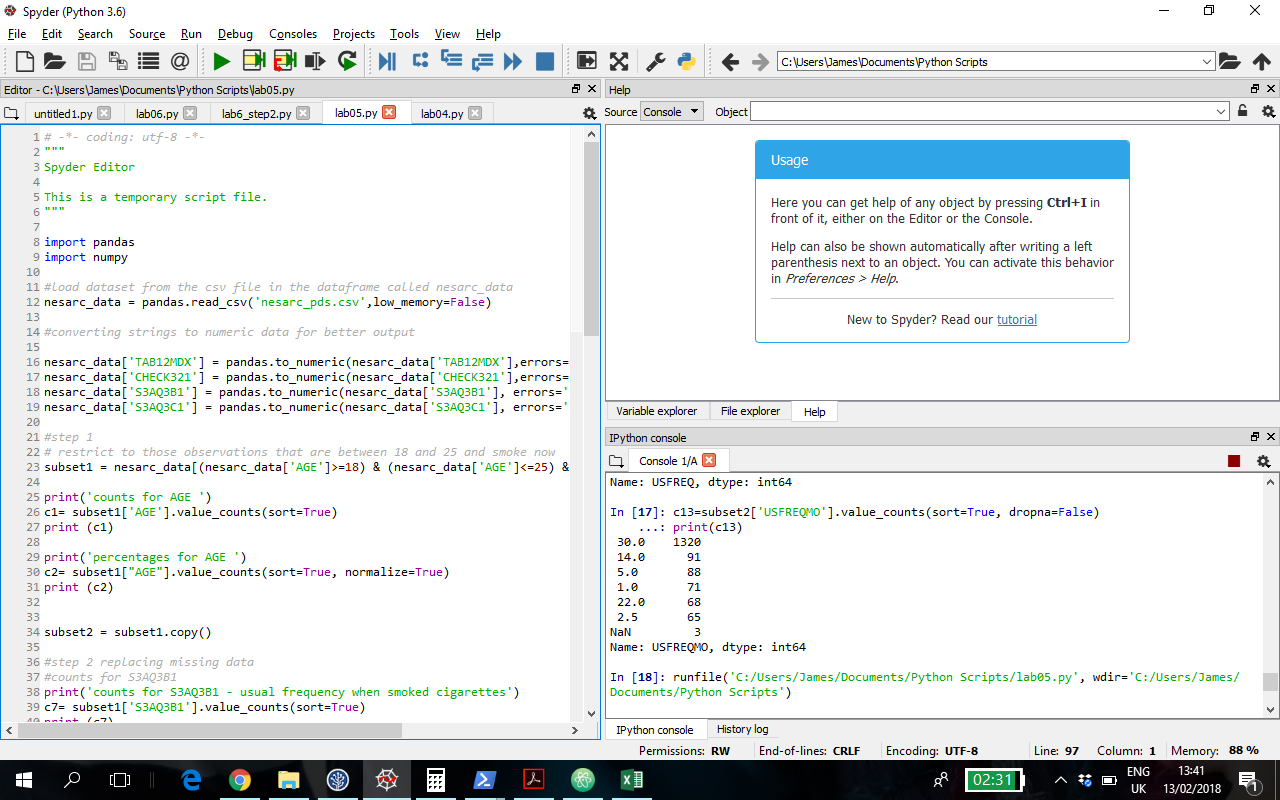 Spyder (Python 3.6)
File Edit Search Source Run Debug Consoles Projects Tools View Help
C:\Users\James\Documents\Python Scripts
Editor - C:\Users\James\Documents\Python Scripts\lab05.py
untitled1.py lab06.py lab6_step2.py lab05.py lab04.py
1 # -*- coding: utf-8 -*-
2 """
3 Spyder Editor
4
5 This is a temporary script file.
6 """
7
8 import pandas
9 import numpy
10
11 #load dataset from the csv file in the dataframe called nesarc_data
12 nesarc_data = pandas.read_csv('nesarc_pds.csv',low_memory=False)
13
14 #converting strings to numeric data for better output
15
16 nesarc_data['TAB12MDX'] = pandas.to_numeric(nesarc_data['TAB12MDX'],errors=
17 nesarc_data['CHECK321'] = pandas.to_numeric(nesarc_data['CHECK321'],errors=
18 nesarc_data['S3AQ3B1'] = pandas.to_numeric(nesarc_data['S3AQ3B1'], errors='
19 nesarc_data['S3AQ3C1'] = pandas.to_numeric(nesarc_data['S3AQ3C1'], errors='
20
21 #step 1
22 # restrict to those observations that are between 18 and 25 and smoke now
23 subset1 = nesarc_data[(nesarc_data['AGE']>=18) & (nesarc_data['AGE']<=25) &
24
25 print('counts for AGE ')
26 c1= subset1['AGE'].value_counts(sort=True)
27 print (c1)
28
29 print('percentages for AGE ')
30 c2= subset1["AGE"].value_counts(sort=True, normalize=True)
31 print (c2)
32
33
34 subset2 = subset1.copy()
35
36 #step 2 replacing missing data
37 #counts for S3AQ3B1
38 print('counts for S3AQ3B1 - usual frequency when smoked cigarettes')
39 c7= subset1['S3AQ3B1'].value_counts(sort=True)
40 print (c7)
Help
Source Console Object
Usage
Here you can get help of any object by pressing Ctrl+I in
front of it, either on the Editor or the Console.
Help can also be shown automatically after writing a left
parenthesis next to an object. You can activate this behavior
in Preferences > Help.
New to Spyder? Read our tutorial
Variable explorer File explorer Help
IPython console
Console 1/A
Name: USFREQ, dtype: int64
In [17]: c13=subset2['USFREQMO'].value_counts(sort=True, dropna=False)
...: print(c13)
30.0 1320
14.0 91
5.0 88
1.0 71
22.0 68
2.5 65
NaN 3
Name: USFREQMO, dtype: int64
In [18]: runfile('C:/Users/James/Documents/Python Scripts/lab05.py', wdir='C:/Users/James/
Documents/Python Scripts')
IPython console History log
Permissions: RW End-of-lines: CRLF Encoding: UTF-8 Line: 97 Column: 1 Memory: 88 %
02:31
ENG
UK
13:41
13/02/2018
1